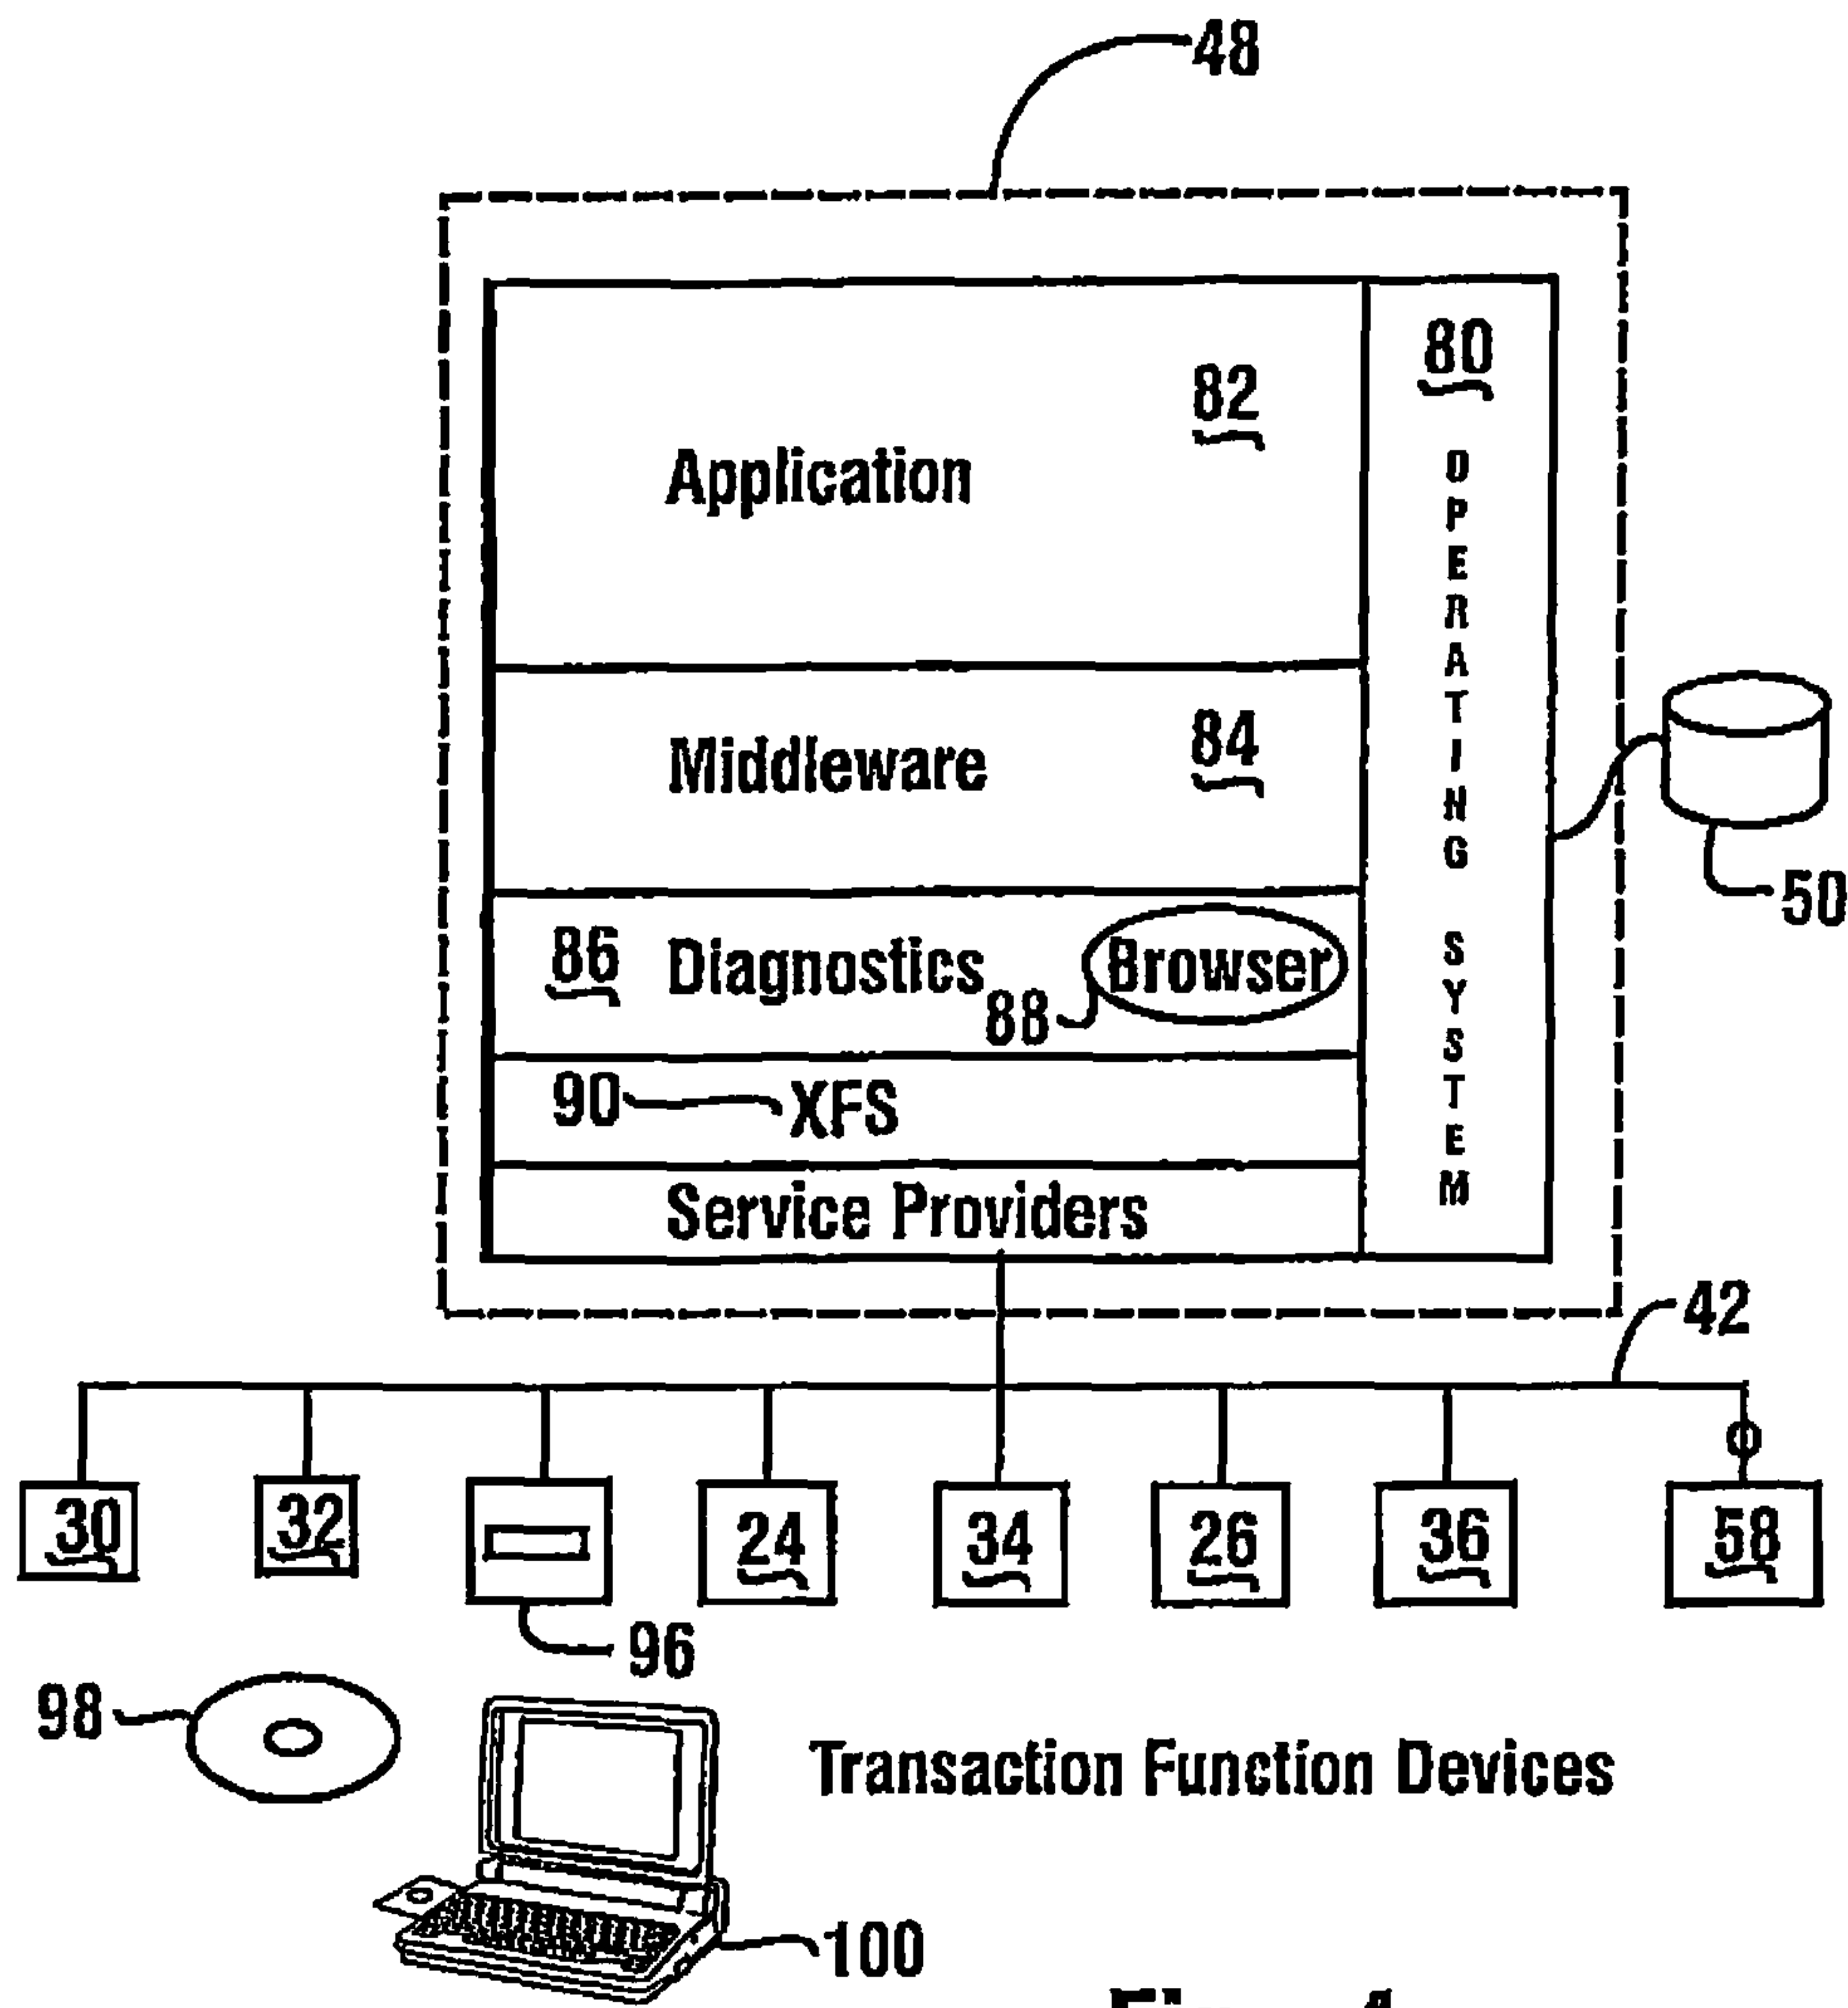 48
80
82
Application
OPERATING SYSTEM
Middleware
84
50
86
Diagnostics
Browser
88
90
XFS
Service Providers
42
30
32
24
34
26
36
58
96
98
Transaction Function Devices
100